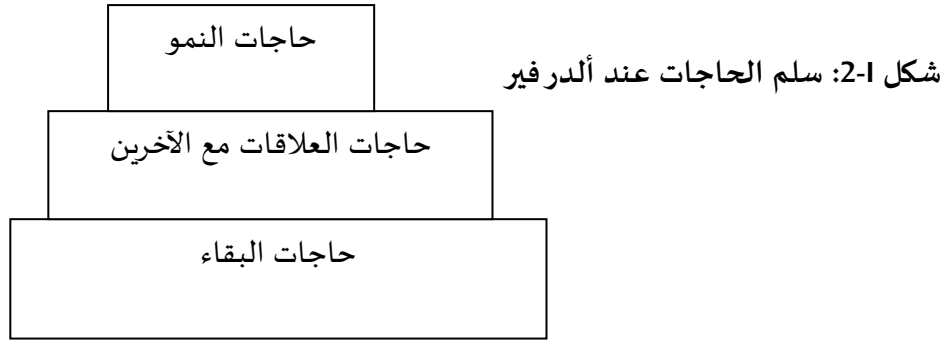 حاجات النمو
شكل I-2: سلم الحاجات عند ألدرفير
حاجات العلاقات مع الآخرين
حاجات البقاء